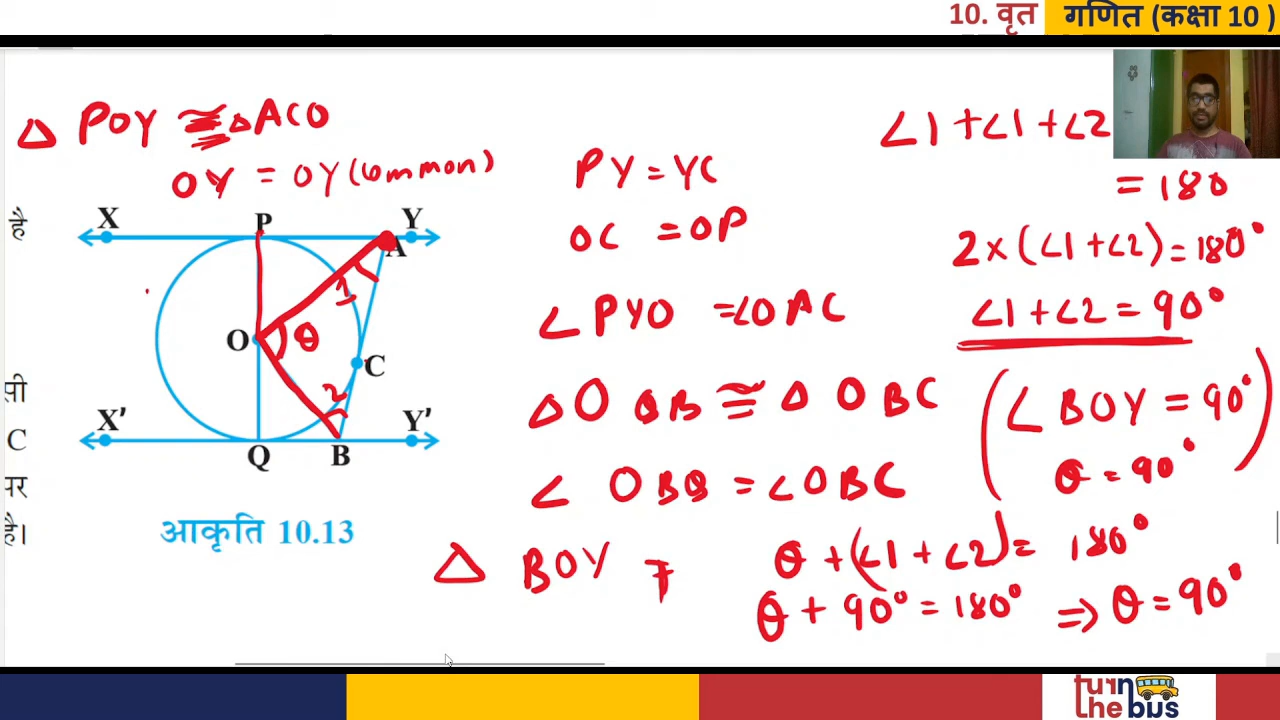 10. वृत
गणित (कक्षा 10 )
△ POY ≅ △ACO
OY = OY (common)
PY = YC
OC = OP
∠PYO = ∠OAC
△OQB ≅ △OBC
∠OBQ = ∠OBC
△ BOY
∠1 + ∠1 + ∠2
= 180
2×(∠1+∠2) = 180°
∠1 + ∠2 = 90°
(∠BOY = 90°
θ = 90°)
θ + (∠1 + ∠2) = 180°
θ + 90° = 180° ⇒ θ = 90°
है
X P Y
A
1
O θ
C
2
X' Y'
Q B
सी
C
पर
है।
आकृति 10.13
turn
the bus